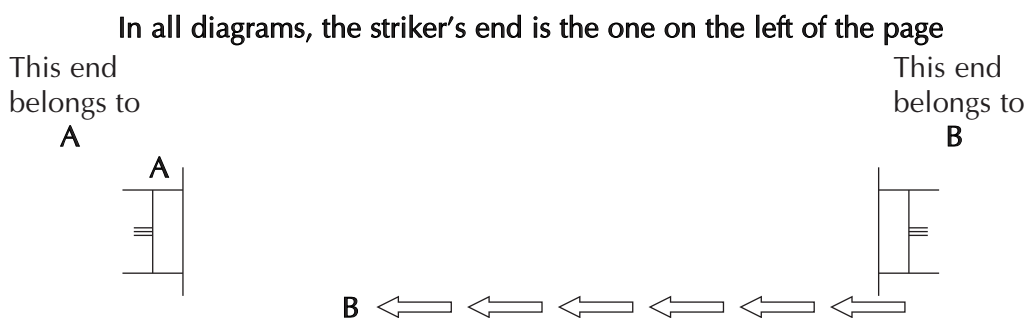 In all diagrams, the striker's end is the one on the left of the page
This end
belongs to
A
This end
belongs to
B
A
B